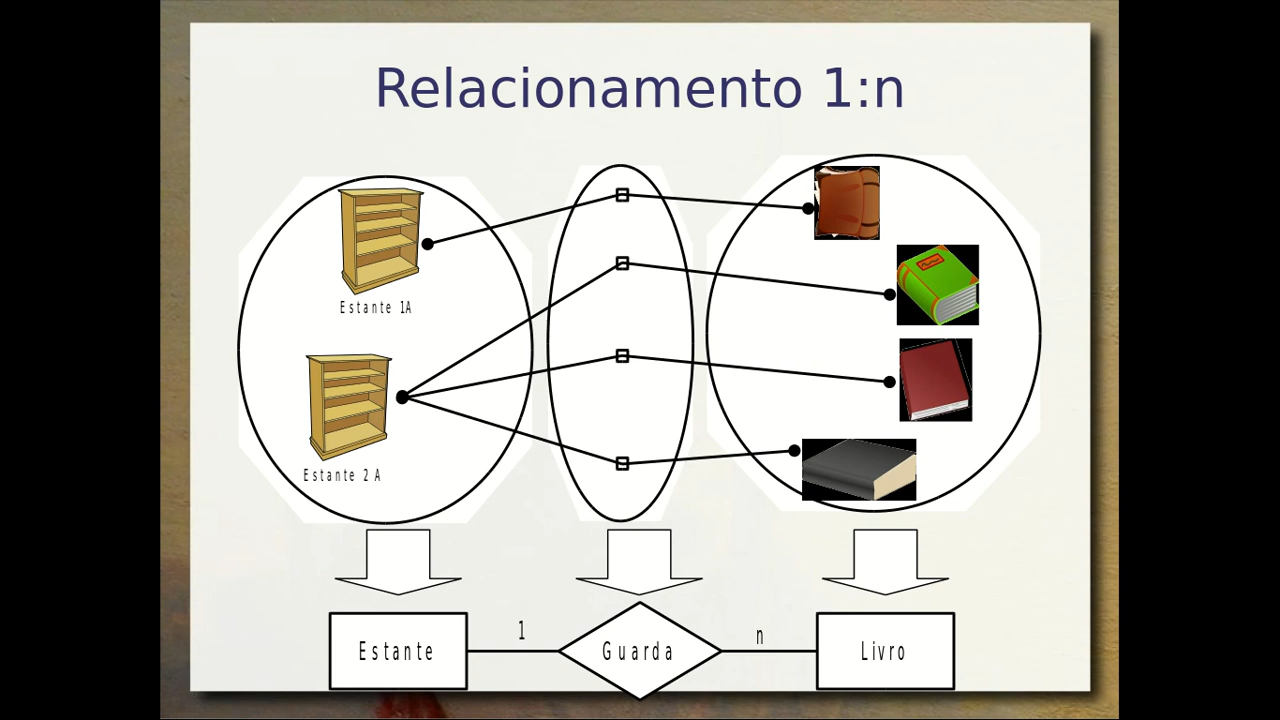 Relacionamento 1:n
Estante 1A
Estante 2 A
1
n
Estante
Guarda
Livro